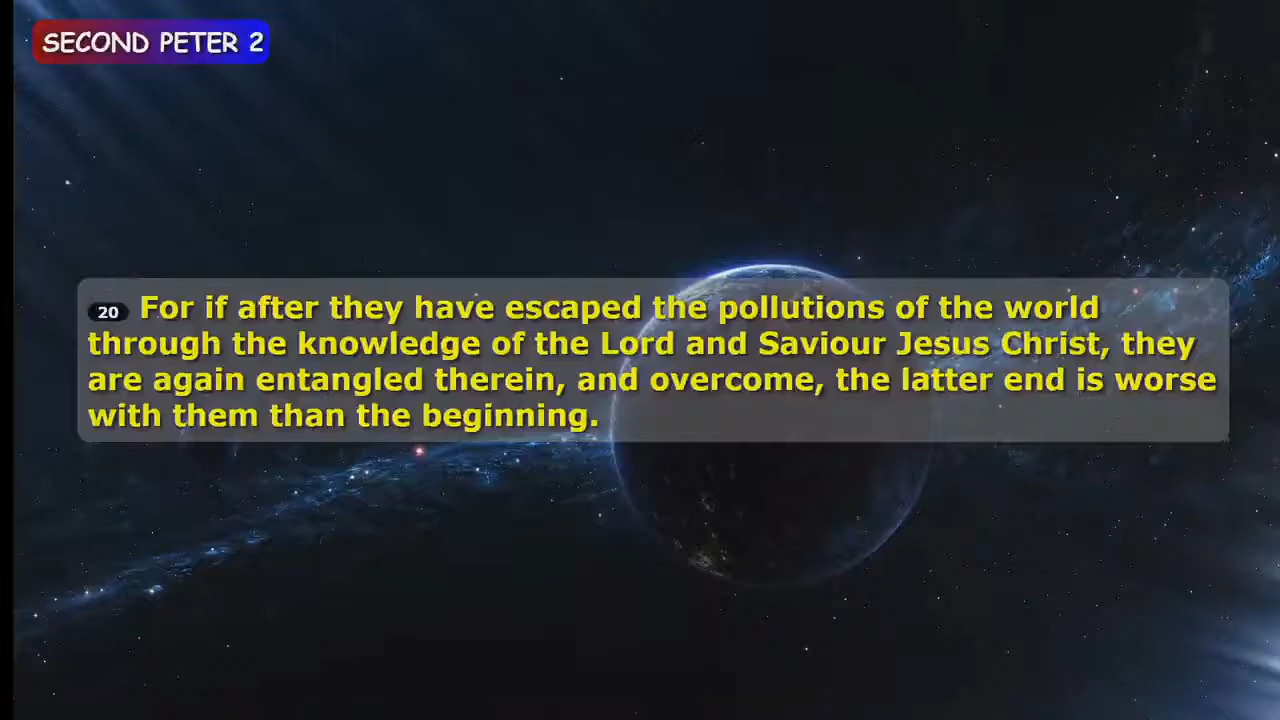 SECOND PETER 2
20 For if after they have escaped the pollutions of the world
through the knowledge of the Lord and Saviour Jesus Christ, they
are again entangled therein, and overcome, the latter end is worse
with them than the beginning.